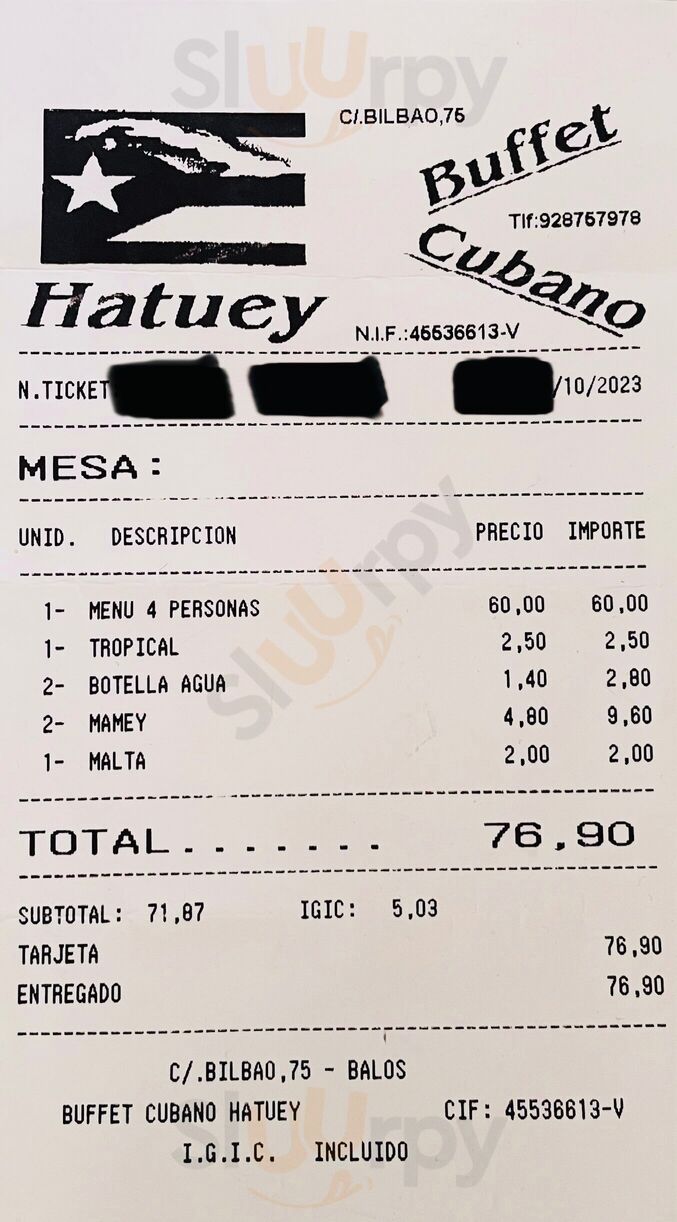 Sluurpy
C/.BILBAO,75
Buffet
Tlf:928757978
Cubano
Hatuey
N.I.F.:45536613-V
N.TICKET /10/2023
MESA:
UNID. DESCRIPCION PRECIO IMPORTE
1- MENU 4 PERSONAS 60,00 60,00
1- TROPICAL 2,50 2,50
2- BOTELLA AGUA 1,40 2,80
2- MAMEY 4,80 9,60
1- MALTA 2,00 2,00
Sluurpy
TOTAL....... 76,90
SUBTOTAL: 71,87 IGIC: 5,03
TARJETA 76,90
ENTREGADO 76,90
C/.BILBAO,75 - BALOS
BUFFET CUBANO HATUEY CIF: 45536613-V
I.G.I.C. INCLUIDO
Sluurpy